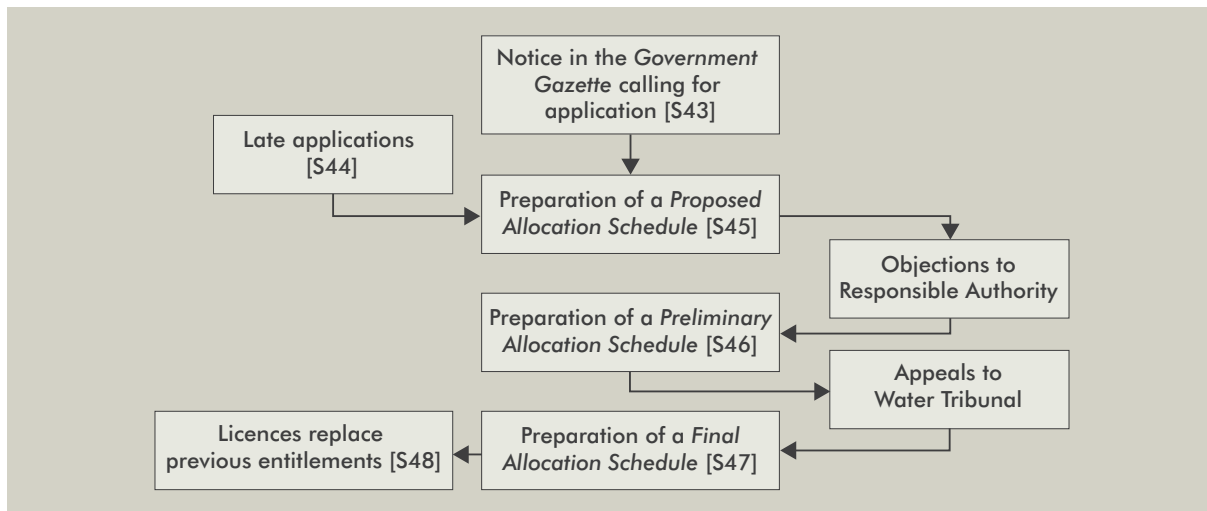 Notice in the Government
Gazette calling for
application [S43]
Late applications
[S44]
Preparation of a Proposed
Allocation Schedule [S45]
Objections to
Responsible Authority
Preparation of a Preliminary
Allocation Schedule [S46]
Appeals to
Water Tribunal
Preparation of a Final
Allocation Schedule [S47]
Licences replace
previous entitlements [S48]